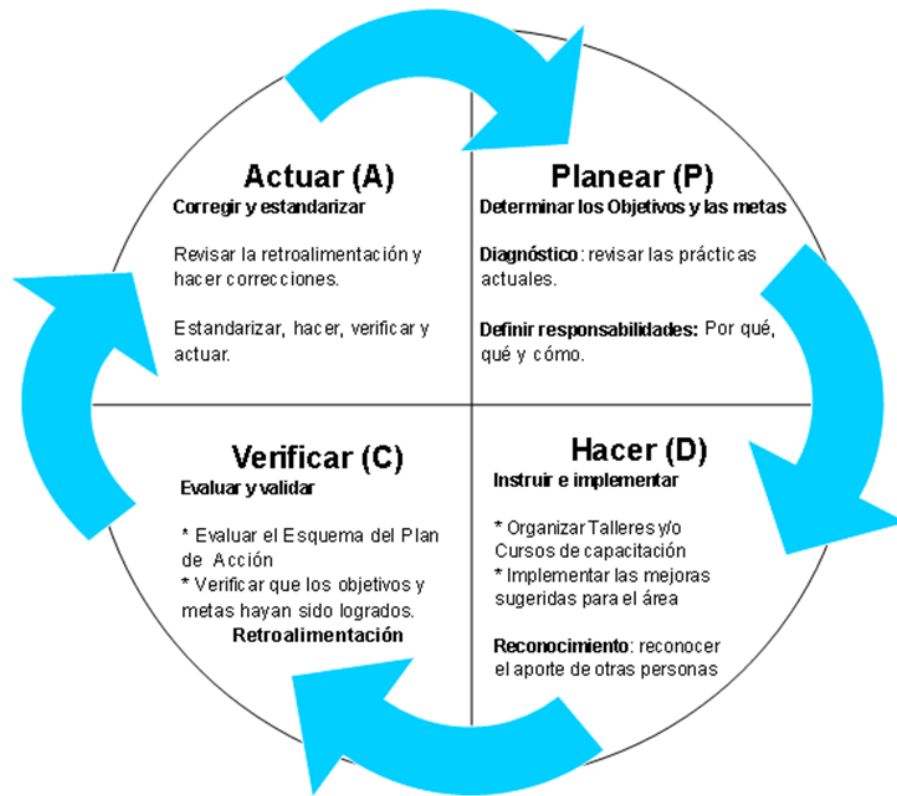 Actuar (A)
Corregir y estandarizar
Revisar la retroalimentación y
hacer correcciones.
Estandarizar, hacer, verificar y
actuar.
Planear (P)
Determinar los Objetivos y las metas
Diagnóstico: revisar las prácticas
actuales.
Definir responsabilidades: Por qué,
qué y cómo.
Verificar (C)
Evaluar y validar
* Evaluar el Esquema del Plan
de Acción
* Verificar que los objetivos y
metas hayan sido logrados.
Retroalimentación
Hacer (D)
Instruir e implementar
* Organizar Talleres y/o
Cursos de capacitación
* Implementar las mejoras
sugeridas para el área
Reconocimiento: reconocer
el aporte de otras personas